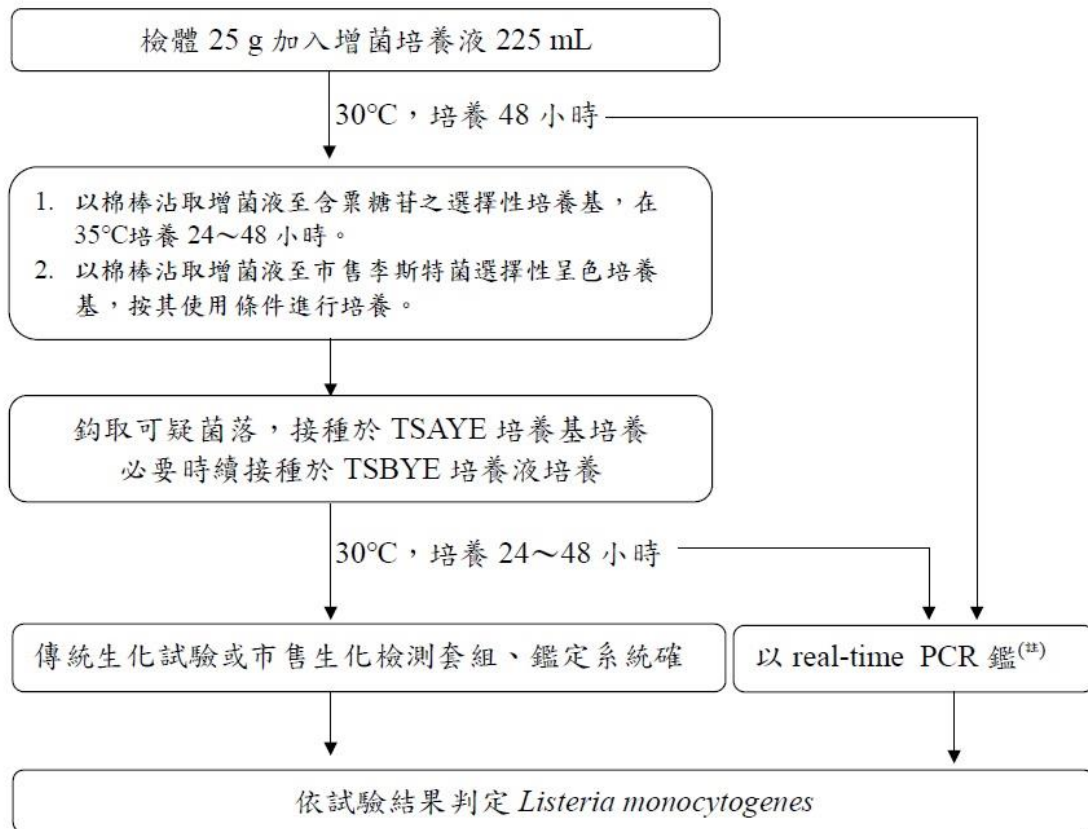 檢體 25 g 加入增菌培養液 225 mL
30°C，培養 48 小時
1. 以棉棒沾取增菌液至含粟糖苷之選擇性培養基，在
35°C培養 24～48 小時。
2. 以棉棒沾取增菌液至市售李斯特菌選擇性呈色培養
基，按其使用條件進行培養。
鈎取可疑菌落，接種於 TSAYE 培養基培養
必要時續接種於 TSBYE 培養液培養
30°C，培養 24～48 小時
傳統生化試驗或市售生化檢測套組、鑑定系統確
以 real-time PCR 鑑(註)
依試驗結果判定 Listeria monocytogenes